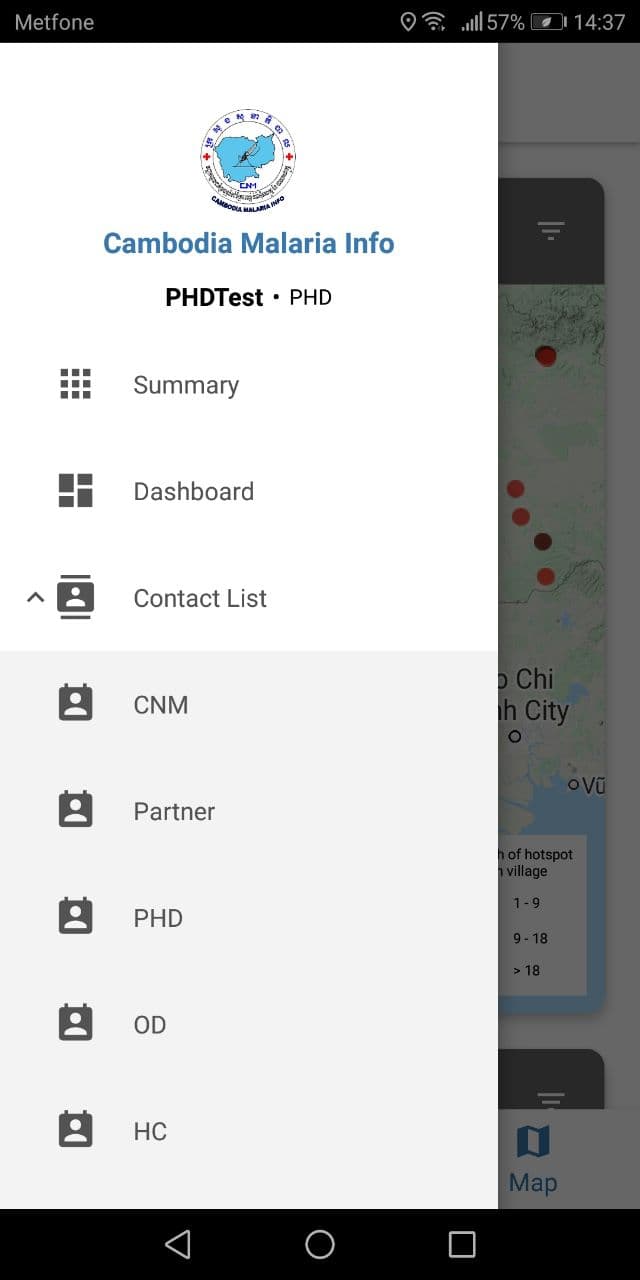 Metfone
57%
14:37
CNM
CAMBODIA MALARIA INFO
Cambodia Malaria Info
PHDTest • PHD
Summary
Dashboard
Contact List
CNM
Partner
PHD
OD
HC
Chi
City
of hotspot
village
1 - 9
9 - 18
> 18
Map